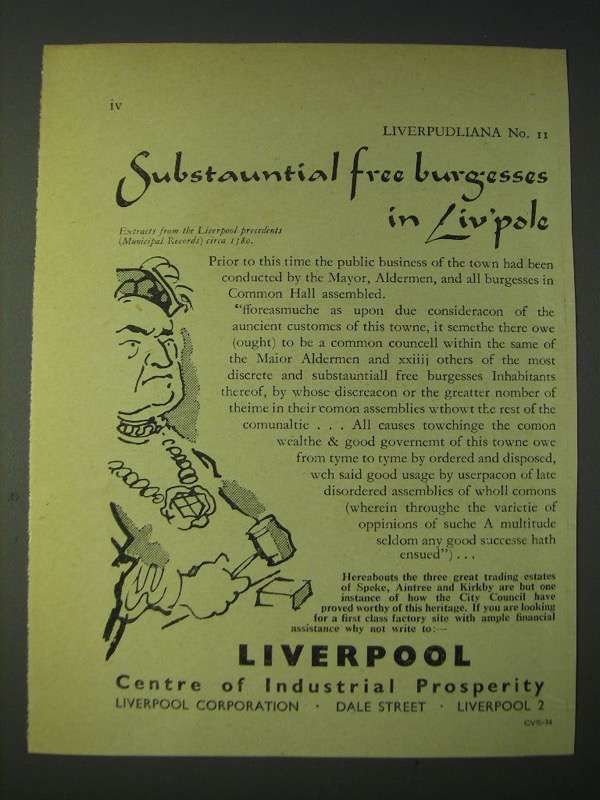 iv
LIVERPUDLIANA No. 11
Substauntial free burgesses
in Liv'pole
Extracts from the Liverpool precedents
(Municipal Records) circa 1580.
Prior to this time the public business of the town had been
conducted by the Mayor, Aldermen, and all burgesses in
Common Hall assembled.
"fforeasmuche as upon due consideracon of the
auncient customes of this towne, it semethe there owe
(ought) to be a common councell within the same of
the Maior Aldermen and xxiiij others of the most
discrete and substauntiall free burgesses Inhabitants
thereof, by whose discreacon or the greatter nomber of
theime in their comon assemblies wthowt the rest of the
comunaltie . . . All causes towchinge the comon
wealthe & good governemt of this towne owe
from tyme to tyme by ordered and disposed,
wch said good usage by userpacon of late
disordered assemblies of wholl comons
(wherein throughe the varietie of
oppinions of suche A multitude
seldom any good successe hath
ensued") . . .
Hereabouts the three great trading estates
of Speke, Aintree and Kirkby are but one
instance of how the City Council have
proved worthy of this heritage. If you are looking
for a first class factory site with ample financial
assistance why not write to:—
LIVERPOOL
Centre of Industrial Prosperity
LIVERPOOL CORPORATION · DALE STREET · LIVERPOOL 2